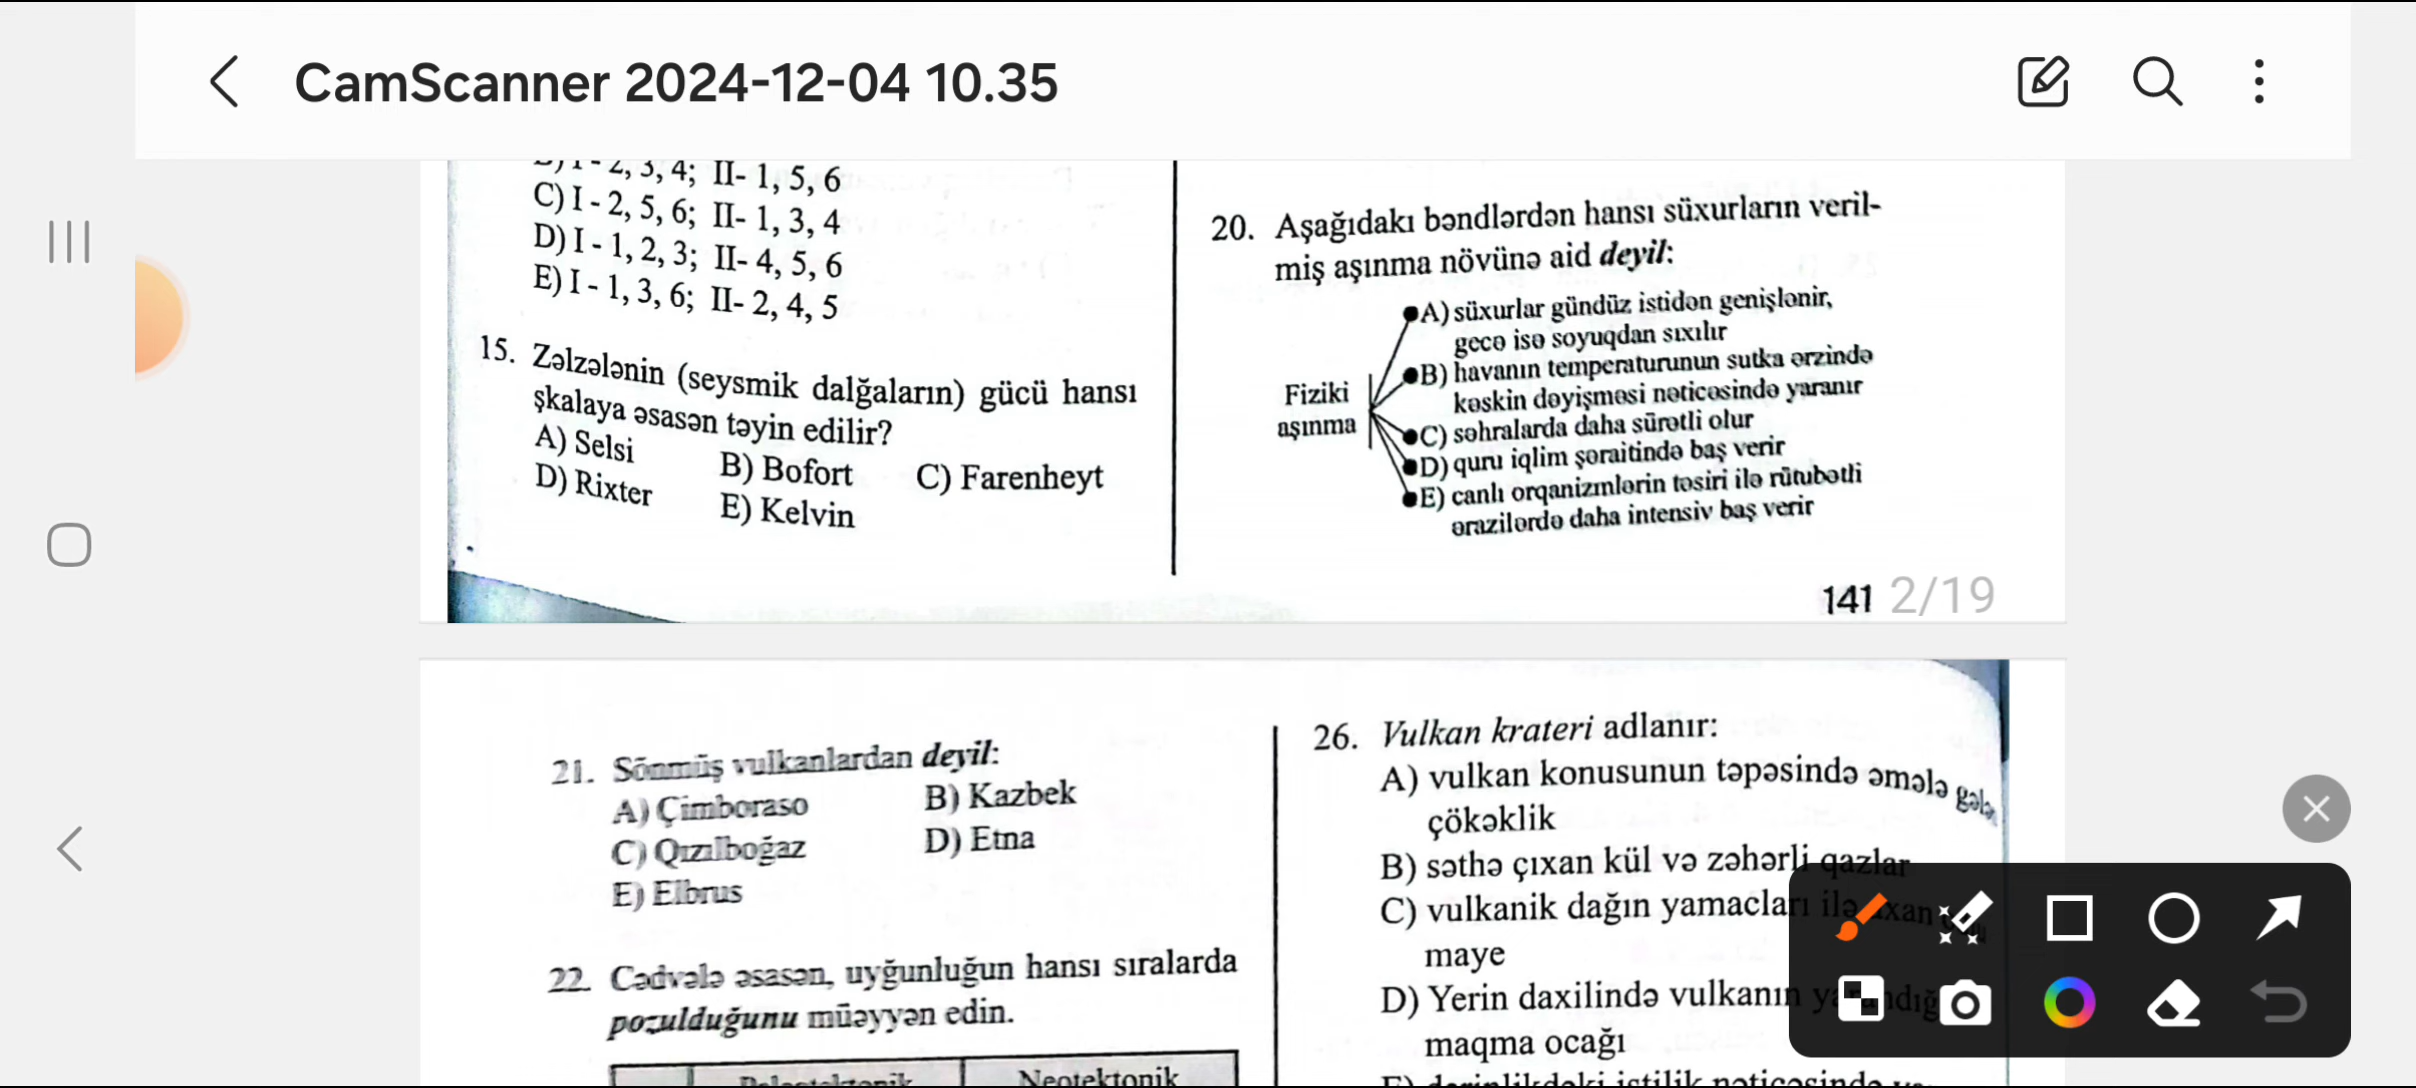 CamScanner 2024-12-04 10.35
2, 3, 4; II- 1, 5, 6
C) I - 2, 5, 6; II- 1, 3, 4
D) I - 1, 2, 3; II- 4, 5, 6
E) I - 1, 3, 6; II- 2, 4, 5
15. Zəlzələnin (seysmik dalğaların) gücü hansı
şkalaya əsasən təyin edilir?
A) Selsi B) Bofort C) Farenheyt
D) Rixter E) Kelvin
20. Aşağıdakı bəndlərdən hansı süxurların veril-
miş aşınma növünə aid deyil:
Fiziki
aşınma
A) süxurlar gündüz istidən genişlənir,
gecə isə soyuqdan sıxılır
B) havanın temperaturunun sutka ərzində
kəskin dəyişməsi nəticəsində yaranır
C) səhralarda daha sürətli olur
D) quru iqlim şəraitində baş verir
E) canlı orqanizmlərin təsiri ilə rütubətli
ərazilərdə daha intensiv baş verir
141 2/19
21. Sönmüş vulkanlardan deyil:
A) Çimboraso B) Kazbek
C) Qızılboğaz D) Etna
E) Elbrus
22. Cədvələ əsasən, uyğunluğun hansı sıralarda
pozulduğunu müəyyən edin.
Neotektonik
26. Vulkan krateri adlanır:
A) vulkan konusunun təpəsində əmələ
çökəklik
B) səthə çıxan kül və zəhərli qazlar
C) vulkanik dağın yamacları ilə
maye
D) Yerin daxilində vulkanın
maqma ocağı